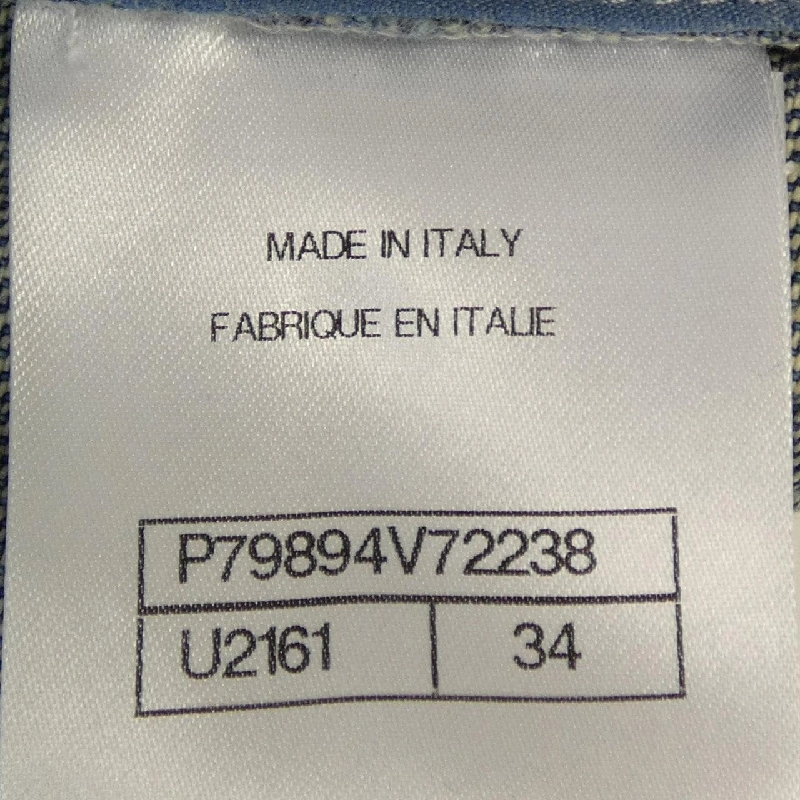 MADE IN ITALY
FABRIQUE EN ITALIE
P79894V72238
U2161 34